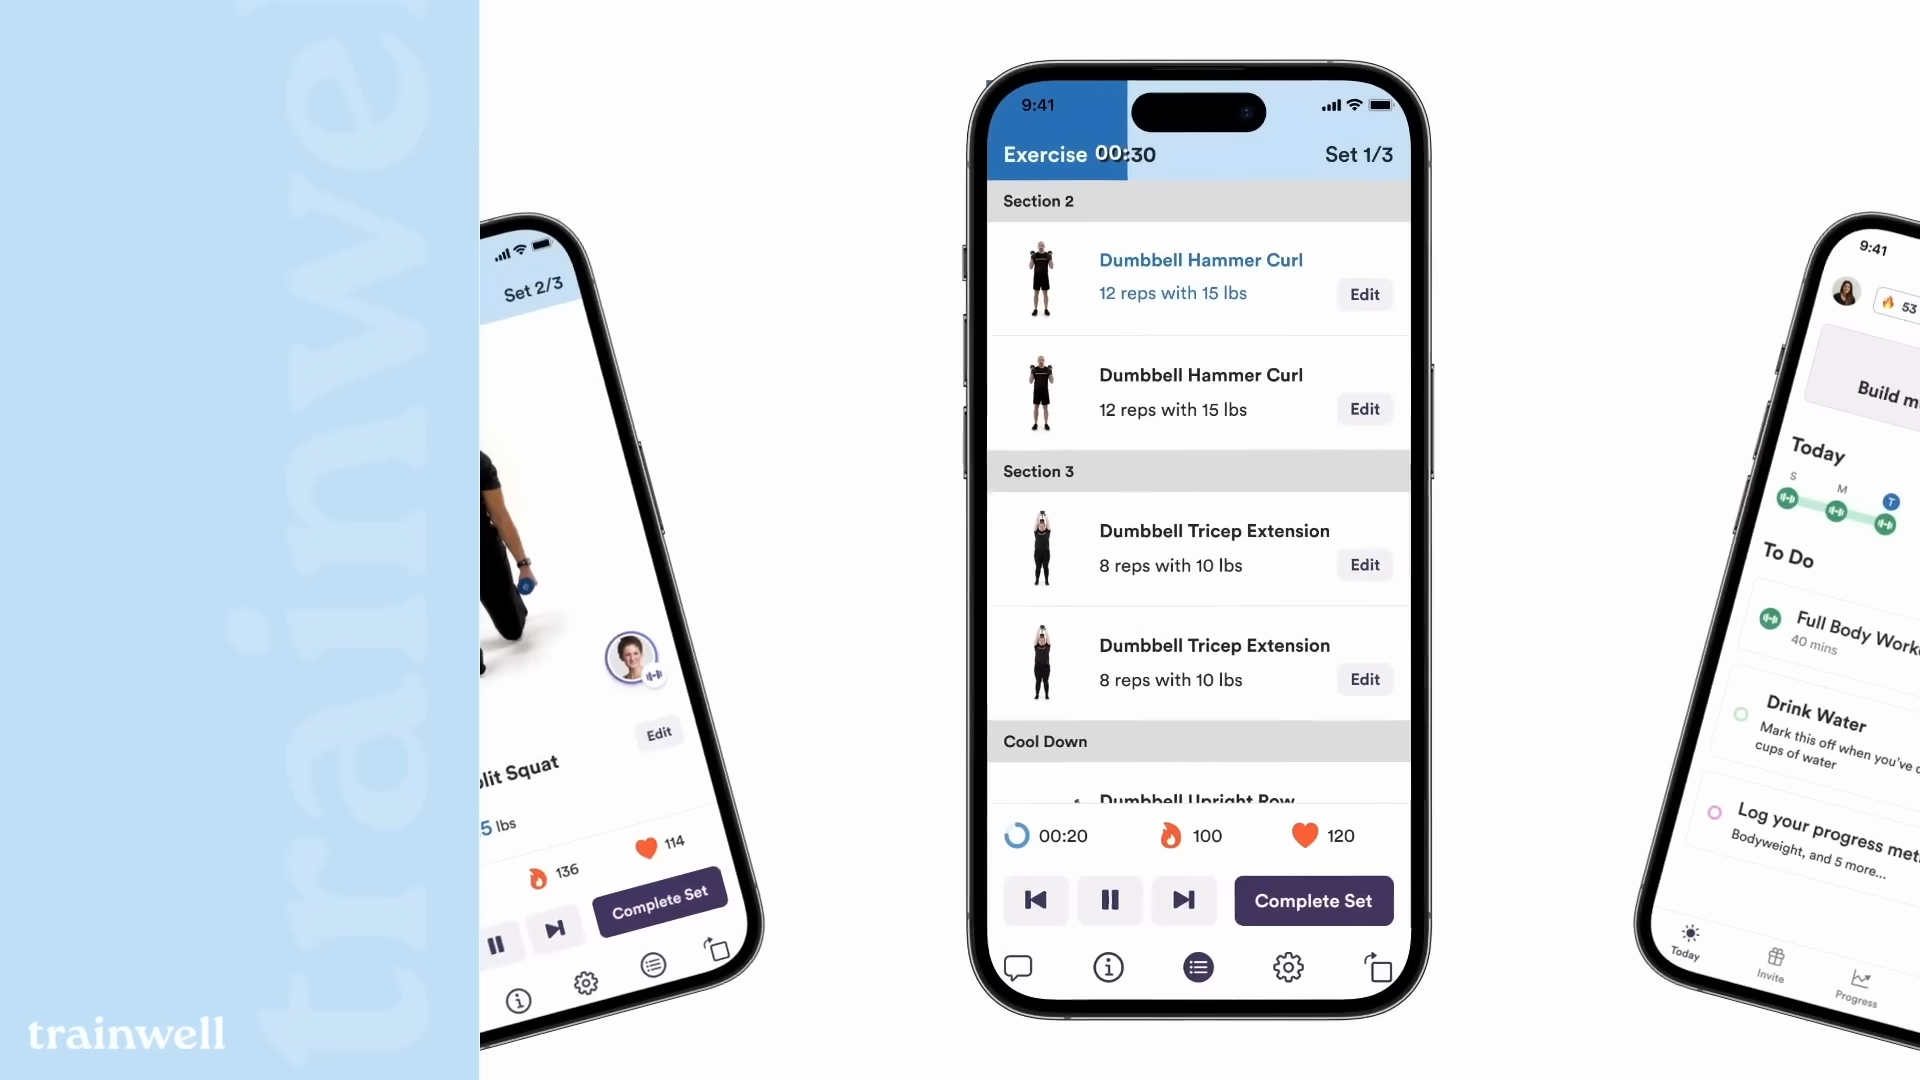 trainwel
trainwell
Set 2/3
Edit
lit Squat
5 lbs
136
114
Complete Set
9:41
Exercise 00:30
Set 1/3
Section 2
Dumbbell Hammer Curl
12 reps with 15 lbs
Edit
Dumbbell Hammer Curl
12 reps with 15 lbs
Edit
Section 3
Dumbbell Tricep Extension
8 reps with 10 lbs
Edit
Dumbbell Tricep Extension
8 reps with 10 lbs
Edit
Cool Down
Dumbbell Upright Row
00:20
100
120
Complete Set
9:41
53
Build m
Today
S
M
T
To Do
Full Body Work
40 mins
Drink Water
Mark this off when you've
cups of water
Log your progress met
Bodyweight, and 5 more...
Today
Invite
Progress